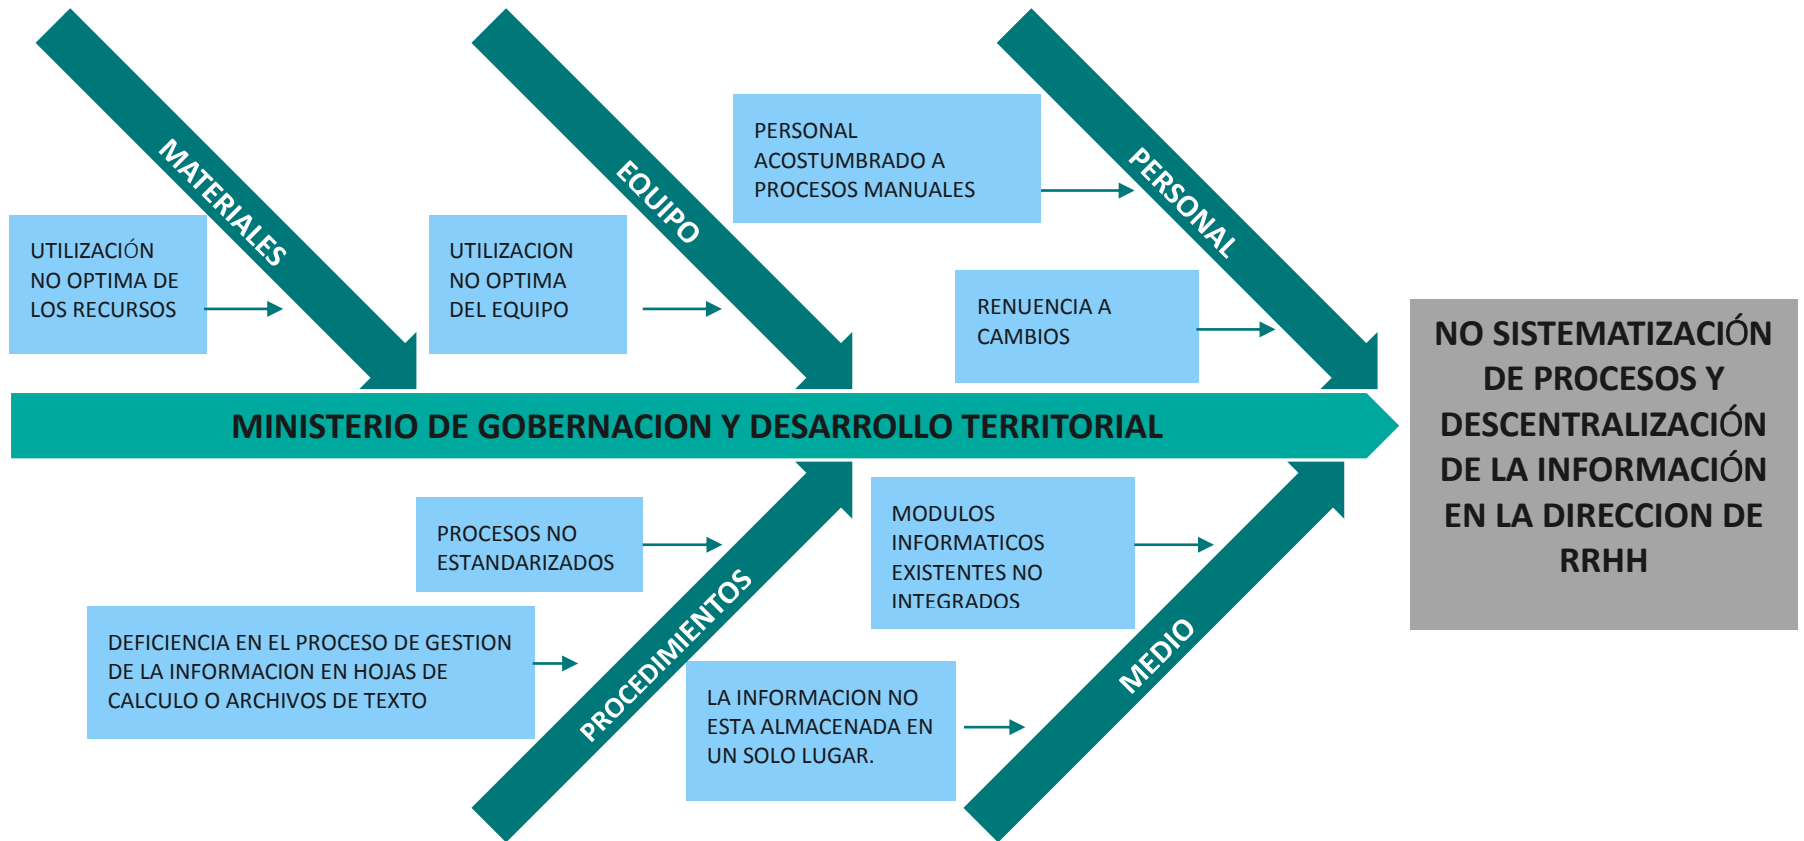 MATERIALES
EQUIPO
PERSONAL
PERSONAL
ACOSTUMBRADO A
PROCESOS MANUALES
UTILIZACIÓN
NO OPTIMA DE
LOS RECURSOS
UTILIZACION
NO OPTIMA
DEL EQUIPO
RENUENCIA A
CAMBIOS
MINISTERIO DE GOBERNACION Y DESARROLLO TERRITORIAL
NO SISTEMATIZACIÓN
DE PROCESOS Y
DESCENTRALIZACIÓN
DE LA INFORMACIÓN
EN LA DIRECCION DE
RRHH
PROCESOS NO
ESTANDARIZADOS
MODULOS
INFORMATICOS
EXISTENTES NO
INTEGRADOS
DEFICIENCIA EN EL PROCESO DE GESTION
DE LA INFORMACION EN HOJAS DE
CALCULO O ARCHIVOS DE TEXTO
PROCEDIMIENTOS
LA INFORMACION NO
ESTA ALMACENADA EN
UN SOLO LUGAR.
MEDIO